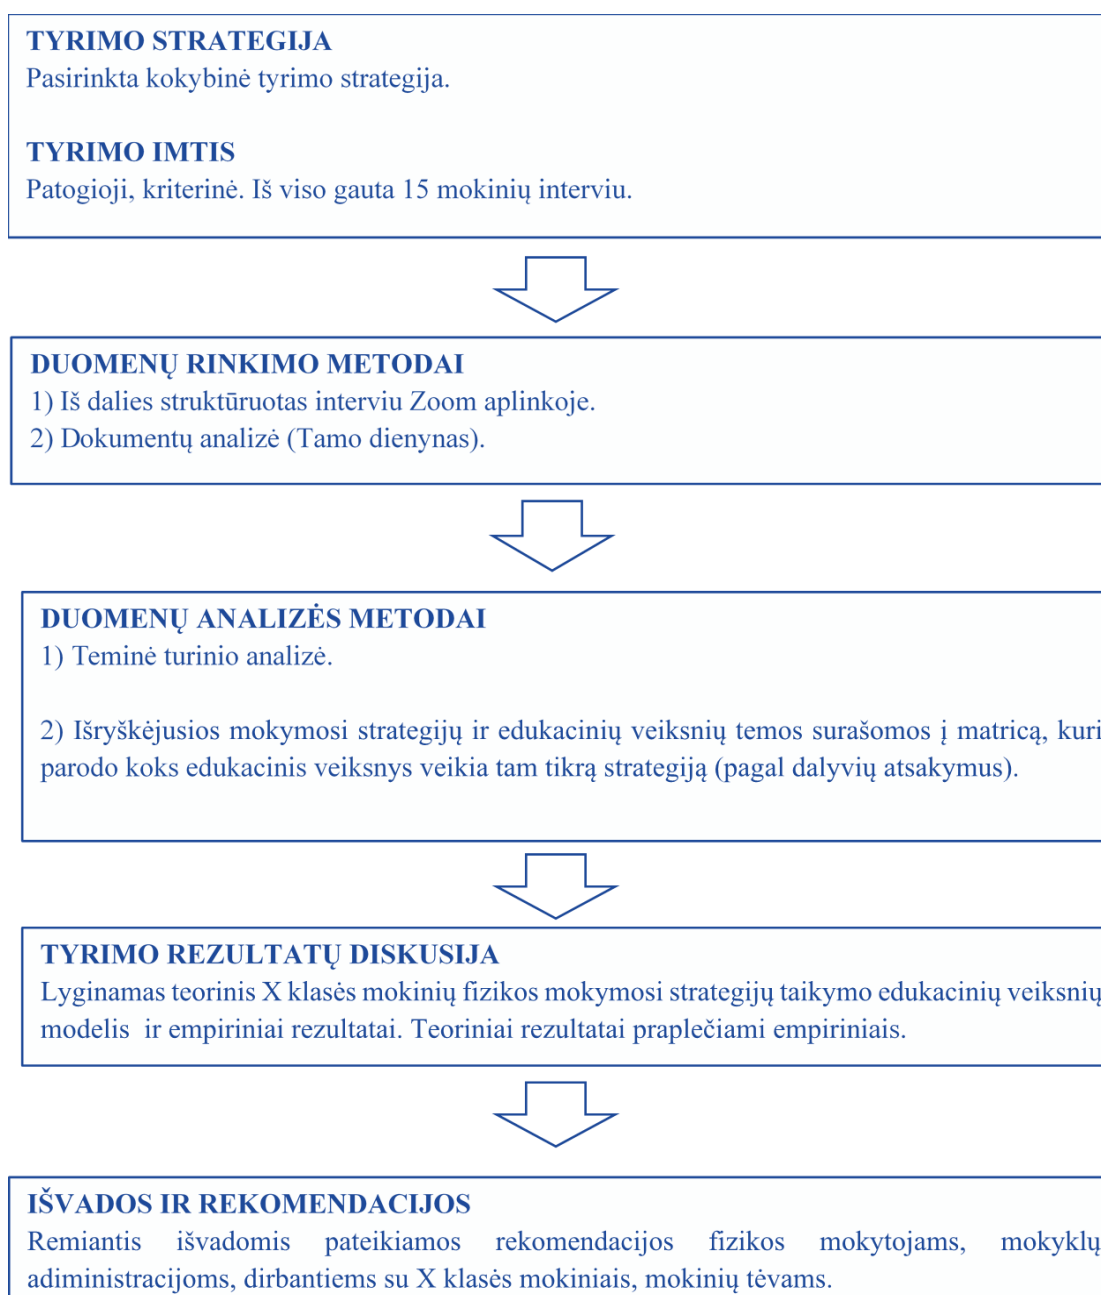 TYRIMO STRATEGIJA
Pasirinkta kokybinė tyrimo strategija.
TYRIMO IMTIS
Patogioji, kriterinė. Iš viso gauta 15 mokinių interviu.
DUOMENŲ RINKIMO METODAI
1) Iš dalies struktūruotas interviu Zoom aplinkoje.
2) Dokumentų analizė (Tamo dienynas).
DUOMENŲ ANALIZĖS METODAI
1) Teminė turinio analizė.
2) Išryškėjusios mokymosi strategijų ir edukacinių veiksnių temos surašomos į matricą, kuri
parodo koks edukacinis veiksnys veikia tam tikrą strategiją (pagal dalyvių atsakymus).
TYRIMO REZULTATŲ DISKUSIJA
Lyginamas teorinis X klasės mokinių fizikos mokymosi strategijų taikymo edukacinių veiksnių
modelis ir empiriniai rezultatai. Teoriniai rezultatai praplečiami empiriniais.
IŠVADOS IR REKOMENDACIJOS
Remiantis išvadomis pateikiamos rekomendacijos fizikos mokytojams, mokyklų
adiministracijoms, dirbantiems su X klasės mokiniais, mokinių tėvams.